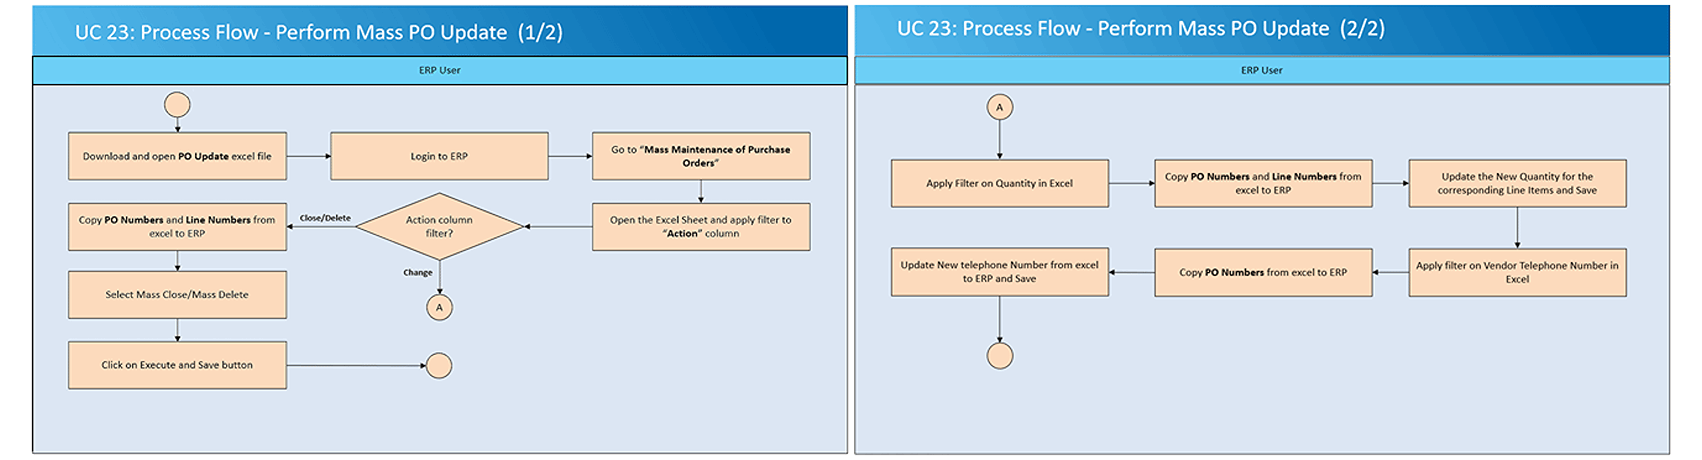 UC 23: Process Flow - Perform Mass PO Update (1/2)
ERP User
Download and open PO Update excel file
Login to ERP
Go to “Mass Maintenance of Purchase
Orders”
Open the Excel Sheet and apply filter to
“Action” column
Action column
filter?
Close/Delete
Copy PO Numbers and Line Numbers from
excel to ERP
Select Mass Close/Mass Delete
Click on Execute and Save button
Change
A
UC 23: Process Flow - Perform Mass PO Update (2/2)
ERP User
A
Apply Filter on Quantity in Excel
Copy PO Numbers and Line Numbers from
excel to ERP
Update the New Quantity for the
corresponding Line Items and Save
Apply filter on Vendor Telephone Number in
Excel
Copy PO Numbers from excel to ERP
Update New telephone Number from excel
to ERP and Save